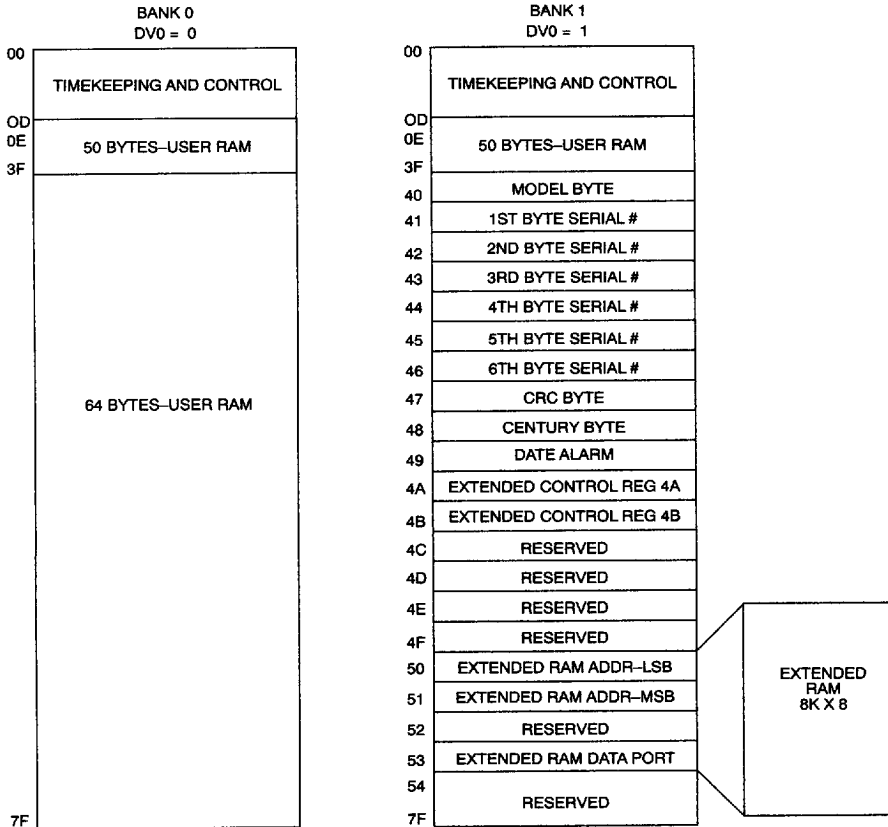 BANK 0
DV0 = 0
00
TIMEKEEPING AND CONTROL
OD
0E
50 BYTES–USER RAM
3F
64 BYTES–USER RAM
7F
BANK 1
DV0 = 1
00
TIMEKEEPING AND CONTROL
OD
0E
50 BYTES–USER RAM
3F
40 MODEL BYTE
41 1ST BYTE SERIAL #
42 2ND BYTE SERIAL #
43 3RD BYTE SERIAL #
44 4TH BYTE SERIAL #
45 5TH BYTE SERIAL #
46 6TH BYTE SERIAL #
47 CRC BYTE
48 CENTURY BYTE
49 DATE ALARM
4A EXTENDED CONTROL REG 4A
4B EXTENDED CONTROL REG 4B
4C RESERVED
4D RESERVED
4E RESERVED
4F RESERVED
50 EXTENDED RAM ADDR–LSB
51 EXTENDED RAM ADDR–MSB
52 RESERVED
53 EXTENDED RAM DATA PORT
54
RESERVED
7F
EXTENDED
RAM
8K X 8